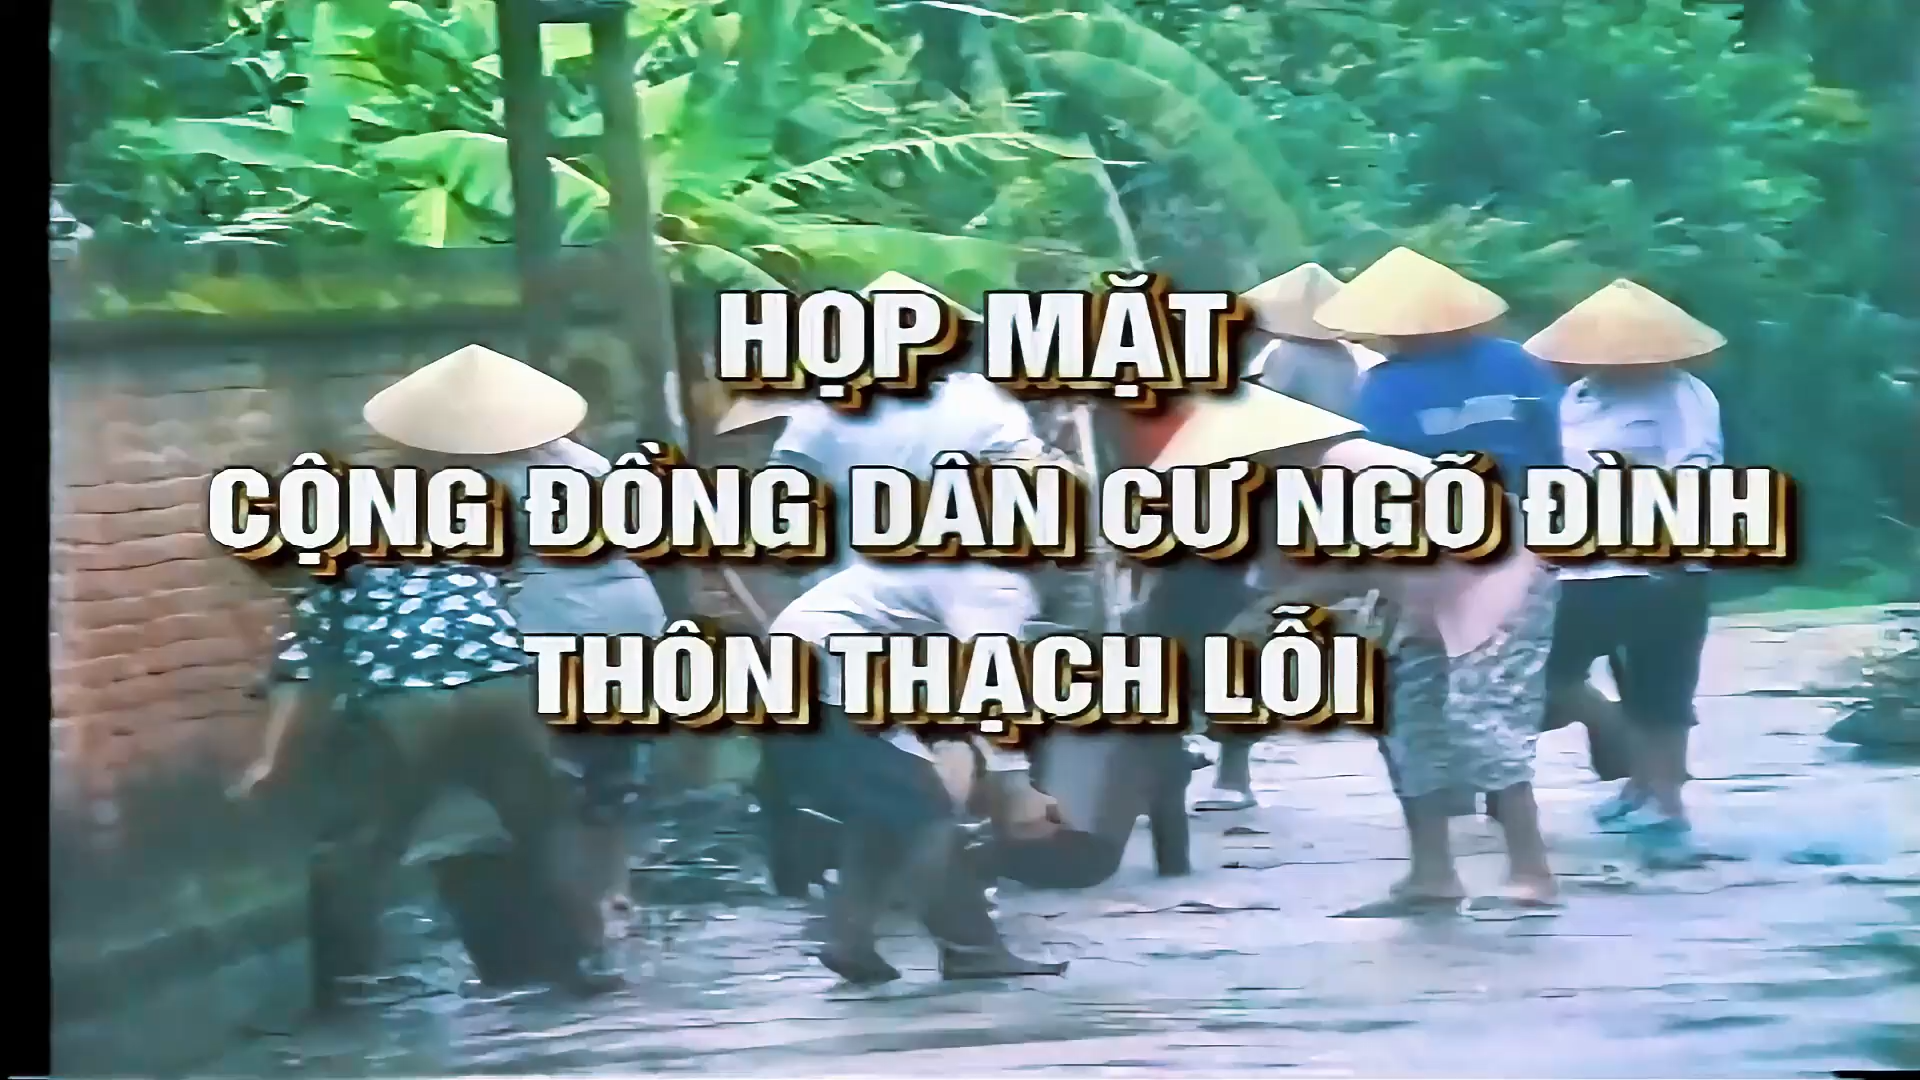 HỌP MẶT
CỘNG ĐỒNG DÂN CƯ NGÕ ĐÌNH
THÔN THẠCH LỖI